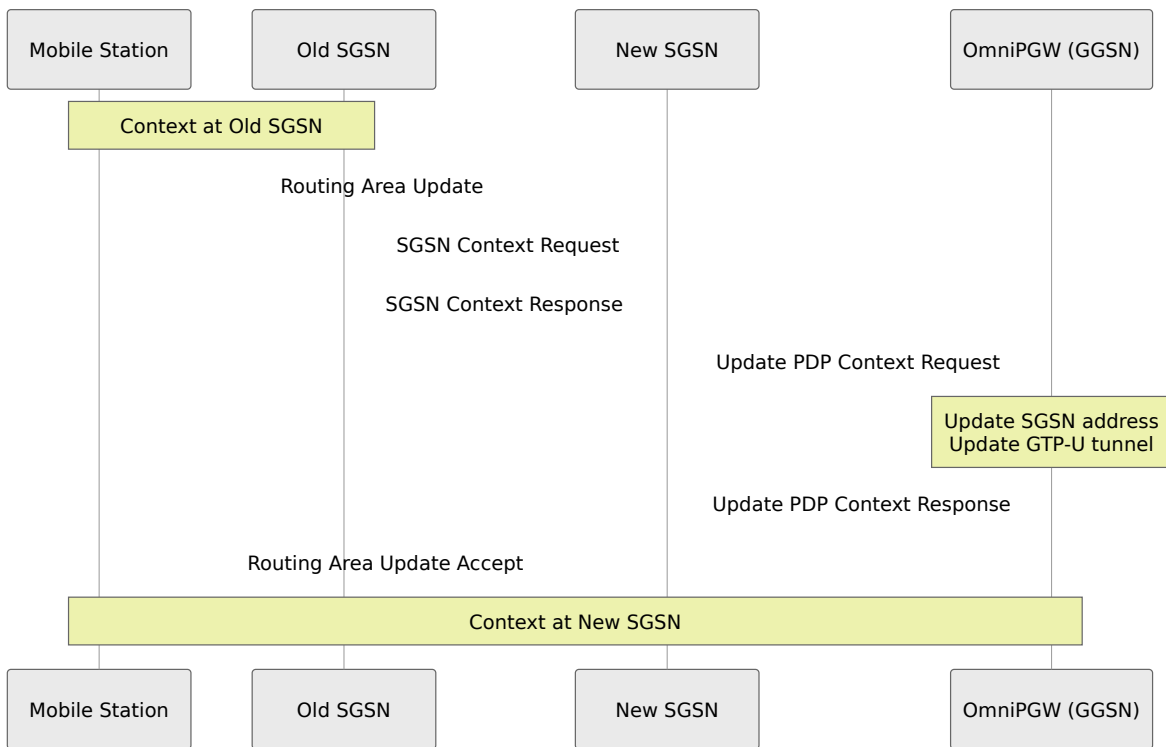 Mobile Station
Old SGSN
New SGSN
OmniPGW (GGSN)
Context at Old SGSN
Routing Area Update
SGSN Context Request
SGSN Context Response
Update PDP Context Request
Update SGSN address
Update GTP-U tunnel
Update PDP Context Response
Routing Area Update Accept
Context at New SGSN
Mobile Station
Old SGSN
New SGSN
OmniPGW (GGSN)